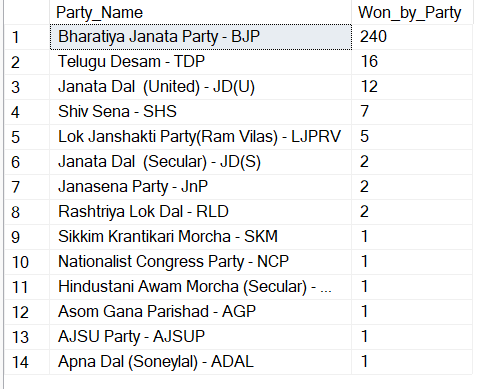 Party_Name Won_by_Party
1 Bharatiya Janata Party - BJP 240
2 Telugu Desam - TDP 16
3 Janata Dal  (United) - JD(U) 12
4 Shiv Sena - SHS 7
5 Lok Janshakti Party(Ram Vilas) - LJPRV 5
6 Janata Dal  (Secular) - JD(S) 2
7 Janasena Party - JnP 2
8 Rashtriya Lok Dal - RLD 2
9 Sikkim Krantikari Morcha - SKM 1
10 Nationalist Congress Party - NCP 1
11 Hindustani Awam Morcha (Secular) - ... 1
12 Asom Gana Parishad - AGP 1
13 AJSU Party - AJSUP 1
14 Apna Dal (Soneylal) - ADAL 1